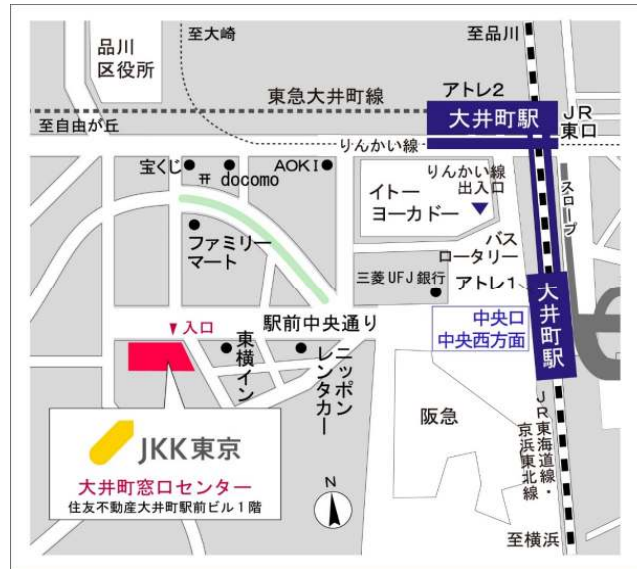 品川
区役所
至大崎
至品川
アトレ2
東急大井町線
大井町駅
JR
東口
至自由が丘
りんかい線
宝くじ
docomo
AOKI
りんかい線
出入口
イトー
ヨーカドー
スロープ
ファミリー
マート
バス
ロータリー
三菱UFJ銀行
アトレ1
大井町駅
駅前中央通り
中央口
中央西方面
入口
東横イン
ニッポン
レンタカー
阪急
JR東海道線・
京浜東北線
JKK東京
大井町窓口センター
住友不動産大井町駅前ビル1階
N
至横浜